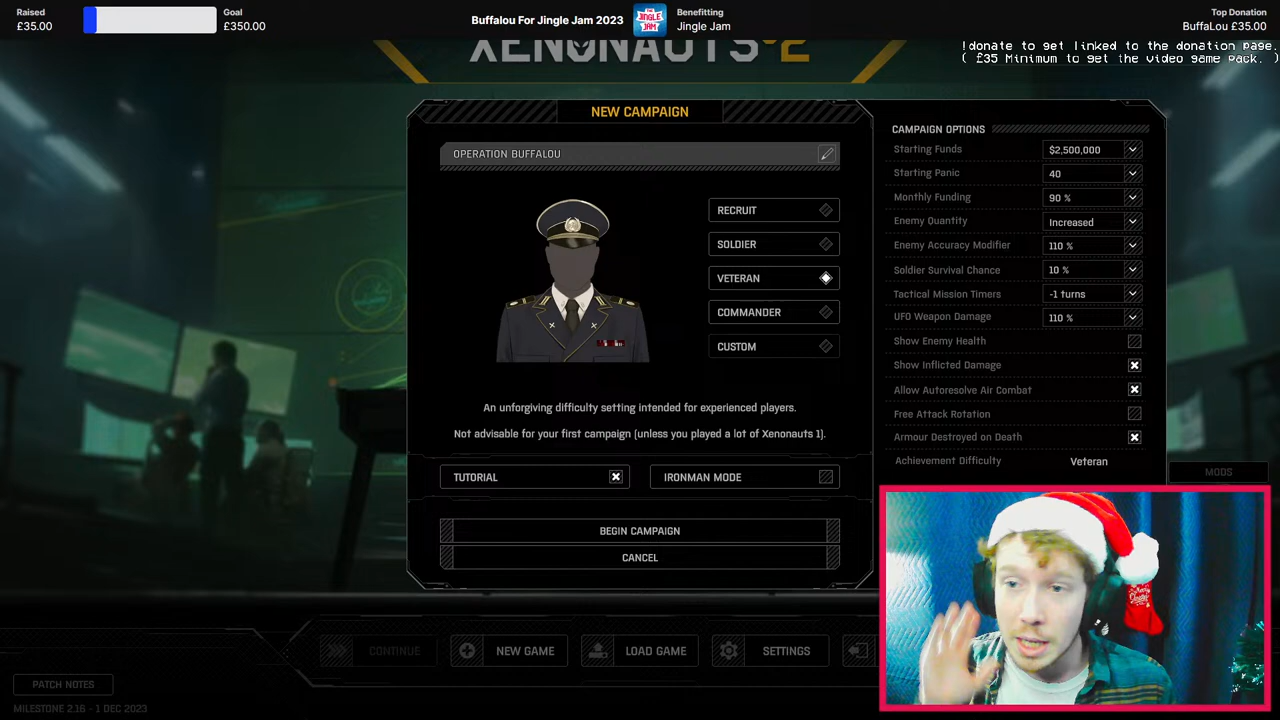 Raised
£35.00
Goal
£350.00
Buffalou For Jingle Jam 2023
THE JINGLE JAM
Benefitting
Jingle Jam
Top Donation
BuffaLou £35.00
!donate to get linked to the donation page.
( £35 Minimum to get the video game pack. )
XENONAUTS·2
NEW CAMPAIGN
OPERATION BUFFALOU
RECRUIT
SOLDIER
VETERAN
COMMANDER
CUSTOM
An unforgiving difficulty setting intended for experienced players.
Not advisable for your first campaign (unless you played a lot of Xenonauts 1).
TUTORIAL
IRONMAN MODE
BEGIN CAMPAIGN
CANCEL
CAMPAIGN OPTIONS
Starting Funds $2,500,000
Starting Panic 40
Monthly Funding 90 %
Enemy Quantity Increased
Enemy Accuracy Modifier 110 %
Soldier Survival Chance 10 %
Tactical Mission Timers -1 turns
UFO Weapon Damage 110 %
Show Enemy Health
Show Inflicted Damage
Allow Autoresolve Air Combat
Free Attack Rotation
Armour Destroyed on Death
Achievement Difficulty Veteran
MODS
CONTINUE
NEW GAME
LOAD GAME
SETTINGS
PATCH NOTES
MILESTONE 2.16 - 1 DEC 2023